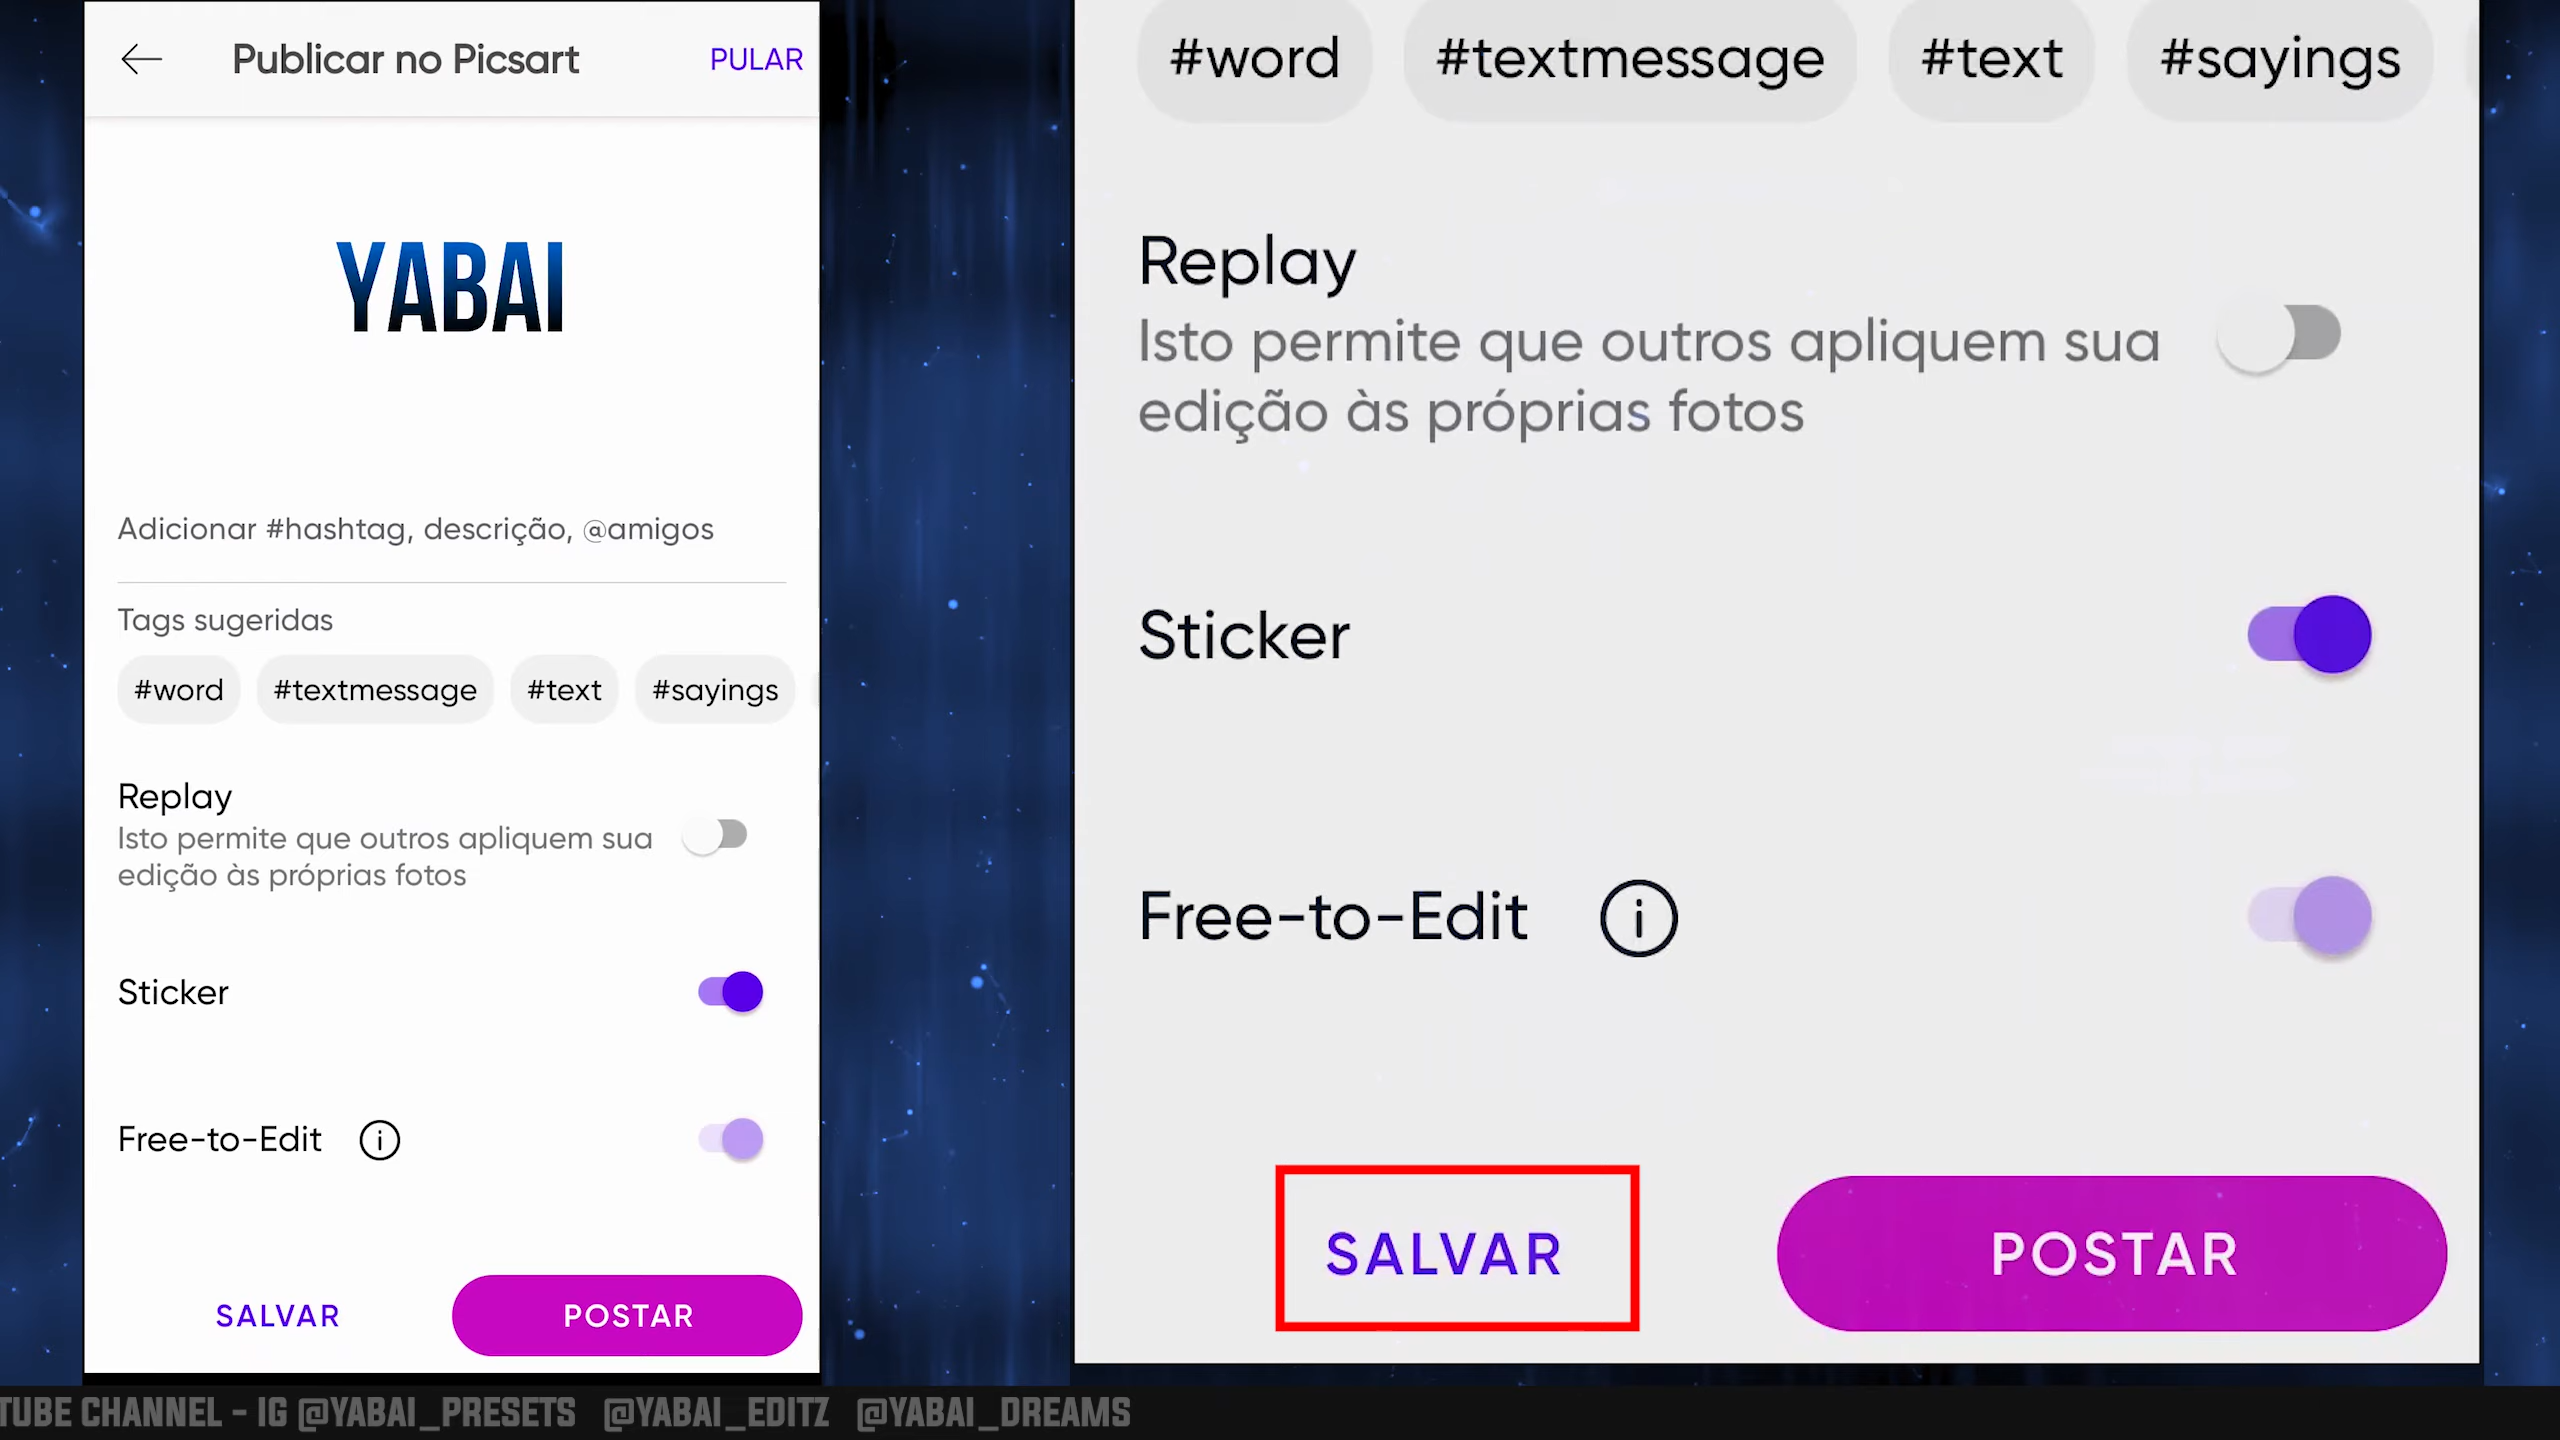 Publicar no Picsart
PULAR
YABAI
Adicionar #hashtag, descrição, @amigos
Tags sugeridas
#word
#textmessage
#text
#sayings
Replay
Isto permite que outros apliquem sua
edição às próprias fotos
Sticker
Free-to-Edit
SALVAR
POSTAR
#word
#textmessage
#text
#sayings
Replay
Isto permite que outros apliquem sua
edição às próprias fotos
Sticker
Free-to-Edit
SALVAR
POSTAR
TUBE CHANNEL - IG @YABAI_PRESETS @YABAI_EDITZ @YABAI_DREAMS